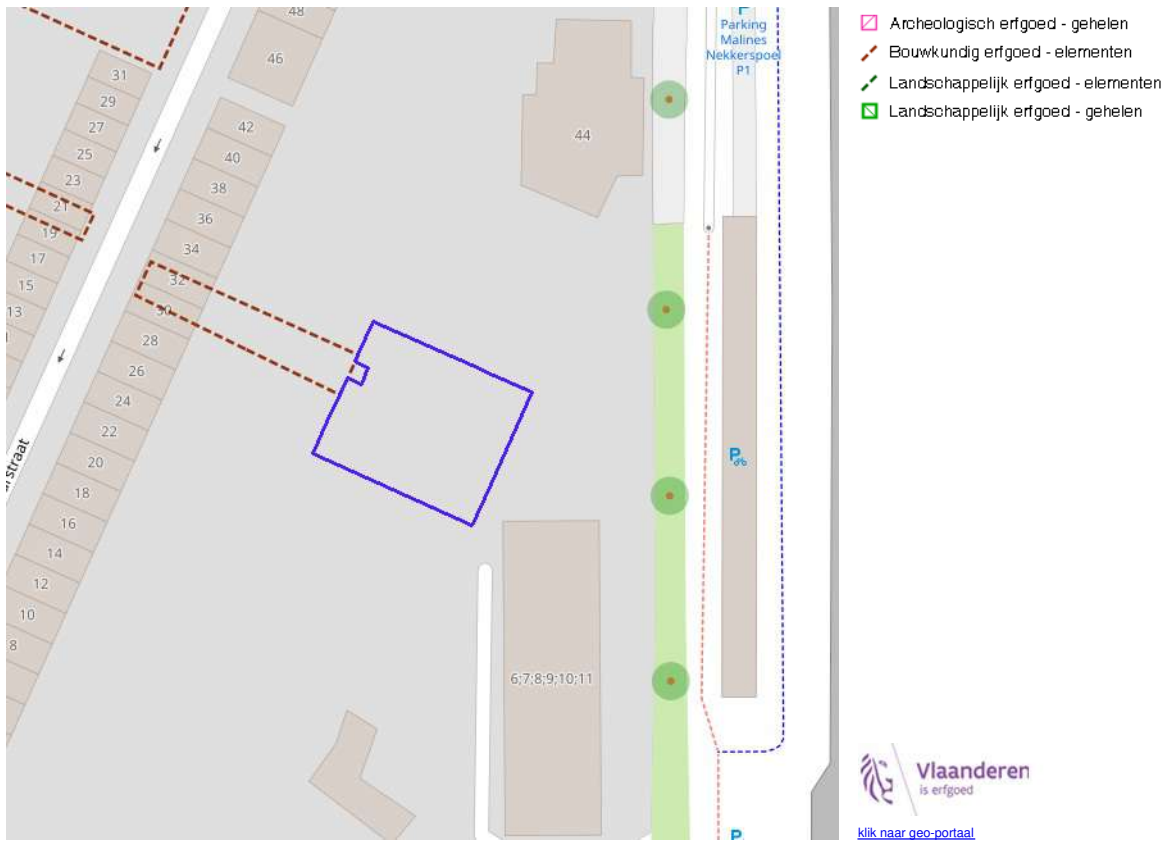 48
46
31
29
27
25
23
21
19
17
15
13
42
40
38
36
34
32
30
28
26
24
22
20
18
16
14
12
10
8
44
Parking
Malines
Nekkerspoel
P1
P
6;7;8;9;10;11
P
straat
Archeologisch erfgoed - gehelen
Bouwkundig erfgoed - elementen
Landschappelijk erfgoed - elementen
Landschappelijk erfgoed - gehelen
Vlaanderen
is erfgoed
klik naar geo-portaal